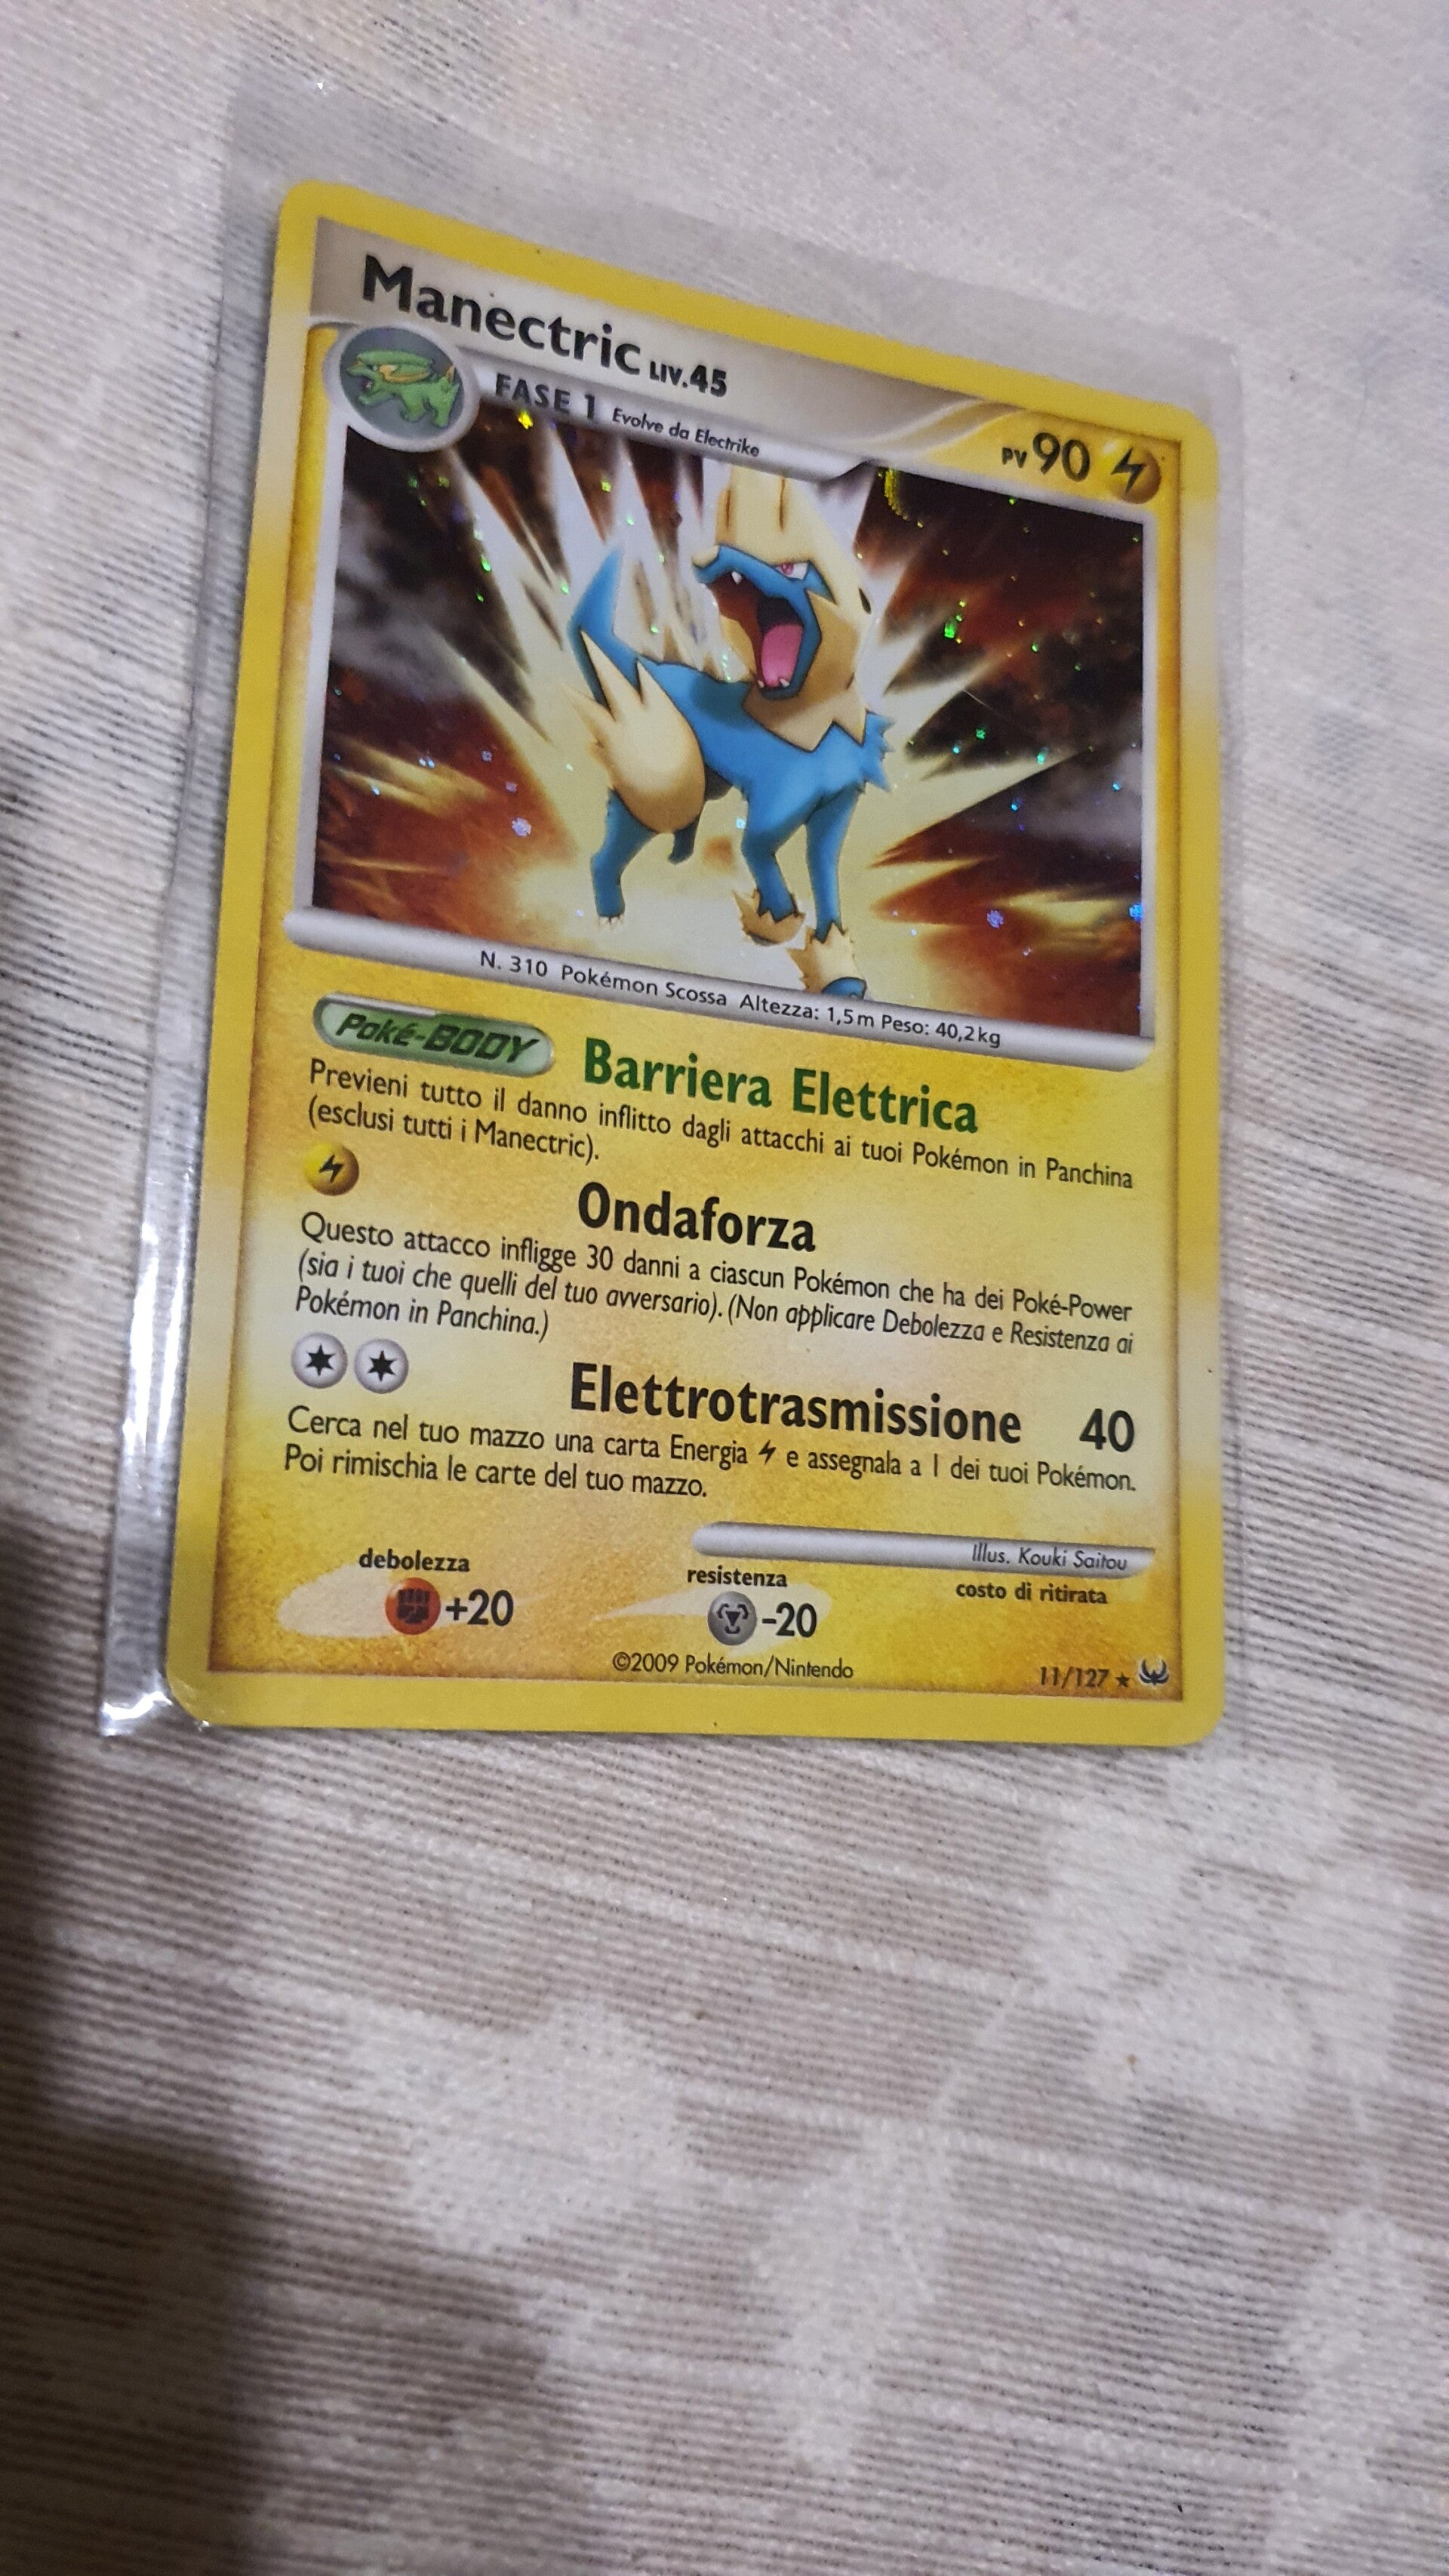 Manectric LIV.45
FASE 1 Evolve da Electrike
PV 90
N. 310 Pokémon Scossa Altezza: 1,5m Peso: 40,2kg
Poké-BODY Barriera Elettrica
Previeni tutto il danno inflitto dagli attacchi ai tuoi Pokémon in Panchina
(esclusi tutti i Manectric).
Ondaforza
Questo attacco infligge 30 danni a ciascun Pokémon che ha dei Poké-Power
(sia i tuoi che quelli del tuo avversario). (Non applicare Debolezza e Resistenza ai
Pokémon in Panchina.)
Elettrotrasmissione 40
Cerca nel tuo mazzo una carta Energia e assegnala a 1 dei tuoi Pokémon.
Poi rimischia le carte del tuo mazzo.
Illus. Kouki Saitou
debolezza resistenza costo di ritirata
+20 -20
©2009 Pokémon/Nintendo 11/127 ★